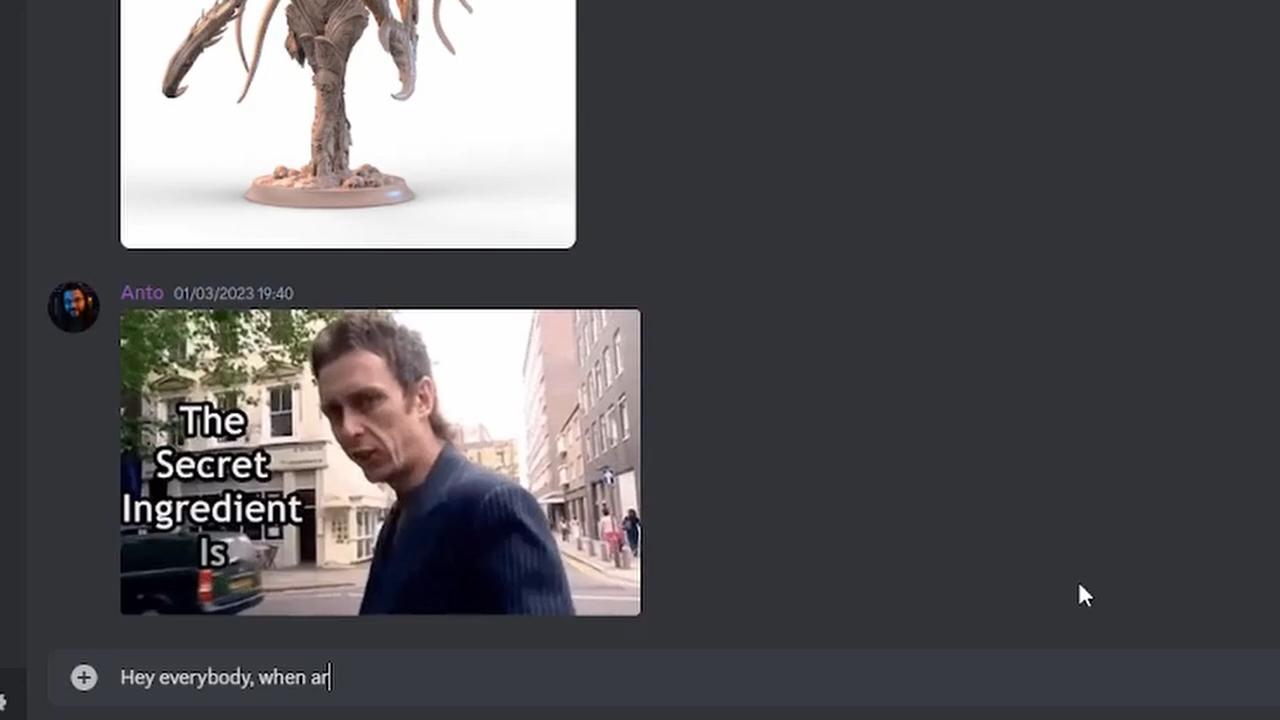 Anto 01/03/2023 19:40
The
Secret
Ingredient
Is
Hey everybody, when ar